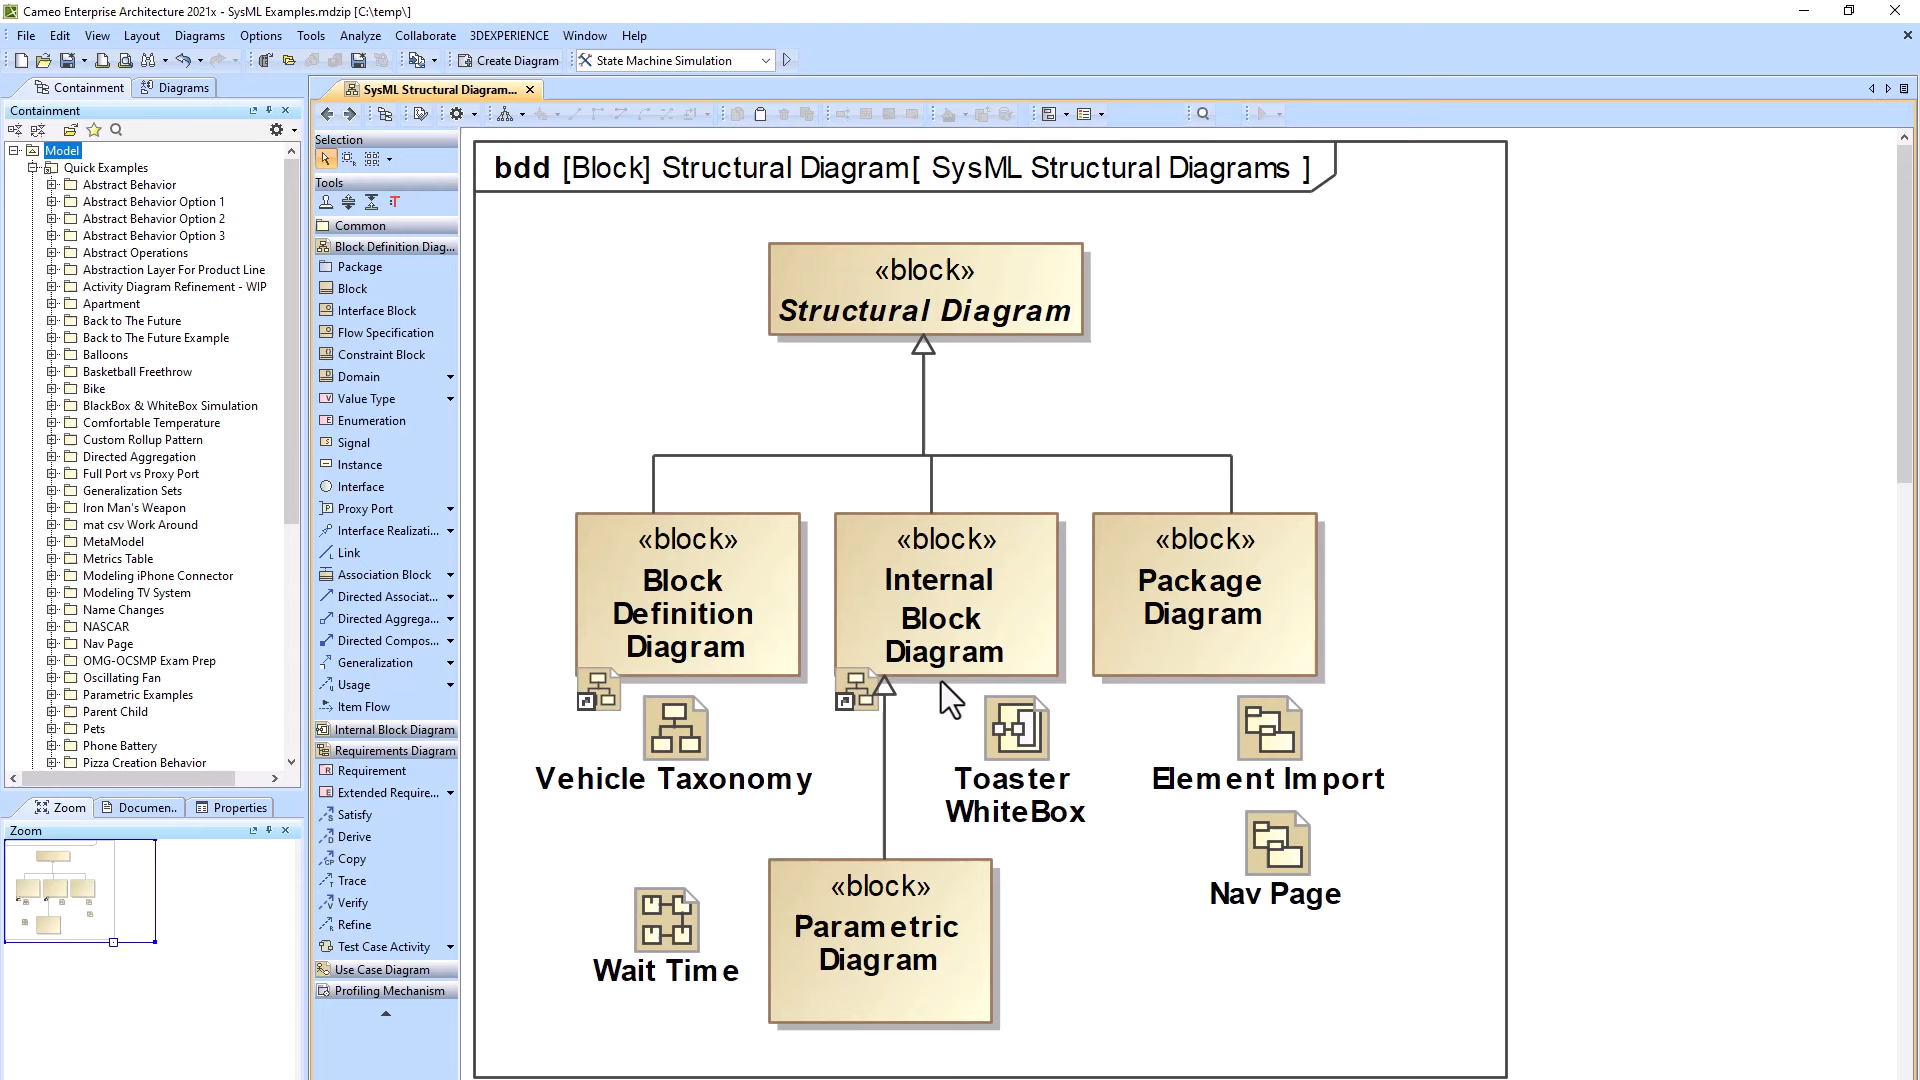 Cameo Enterprise Architecture 2021x - SysML Examples.mdzip [C:\temp\]
File Edit View Layout Diagrams Options Tools Analyze Collaborate 3DEXPERIENCE Window Help
Create Diagram
State Machine Simulation
Containment
Diagrams
SysML Structural Diagram...
Containment
Model
Quick Examples
Abstract Behavior
Abstract Behavior Option 1
Abstract Behavior Option 2
Abstract Behavior Option 3
Abstract Operations
Abstraction Layer For Product Line
Activity Diagram Refinement - WIP
Apartment
Back to The Future
Back to The Future Example
Balloons
Basketball Freethrow
Bike
BlackBox & WhiteBox Simulation
Comfortable Temperature
Custom Rollup Pattern
Directed Aggregation
Full Port vs Proxy Port
Generalization Sets
Iron Man's Weapon
mat csv Work Around
MetaModel
Metrics Table
Modeling iPhone Connector
Modeling TV System
Name Changes
NASCAR
Nav Page
OMG-OCSMP Exam Prep
Oscillating Fan
Parametric Examples
Parent Child
Pets
Phone Battery
Pizza Creation Behavior
Zoom
Documen..
Properties
Zoom
Selection
Tools
Common
Block Definition Diag...
Package
Block
Interface Block
Flow Specification
Constraint Block
Domain
Value Type
Enumeration
Signal
Instance
Interface
Proxy Port
Interface Realizati...
Link
Association Block
Directed Associat...
Directed Aggrega...
Directed Compos...
Generalization
Usage
Item Flow
Internal Block Diagram
Requirements Diagram
Requirement
Extended Require...
Satisfy
Derive
Copy
Trace
Verify
Refine
Test Case Activity
Use Case Diagram
Profiling Mechanism
bdd [Block] Structural Diagram[ SysML Structural Diagrams ]
«block»
Structural Diagram
«block»
Block
Definition
Diagram
«block»
Internal
Block
Diagram
«block»
Package
Diagram
Vehicle Taxonomy
Toaster
WhiteBox
Element Import
Nav Page
Wait Time
«block»
Parametric
Diagram